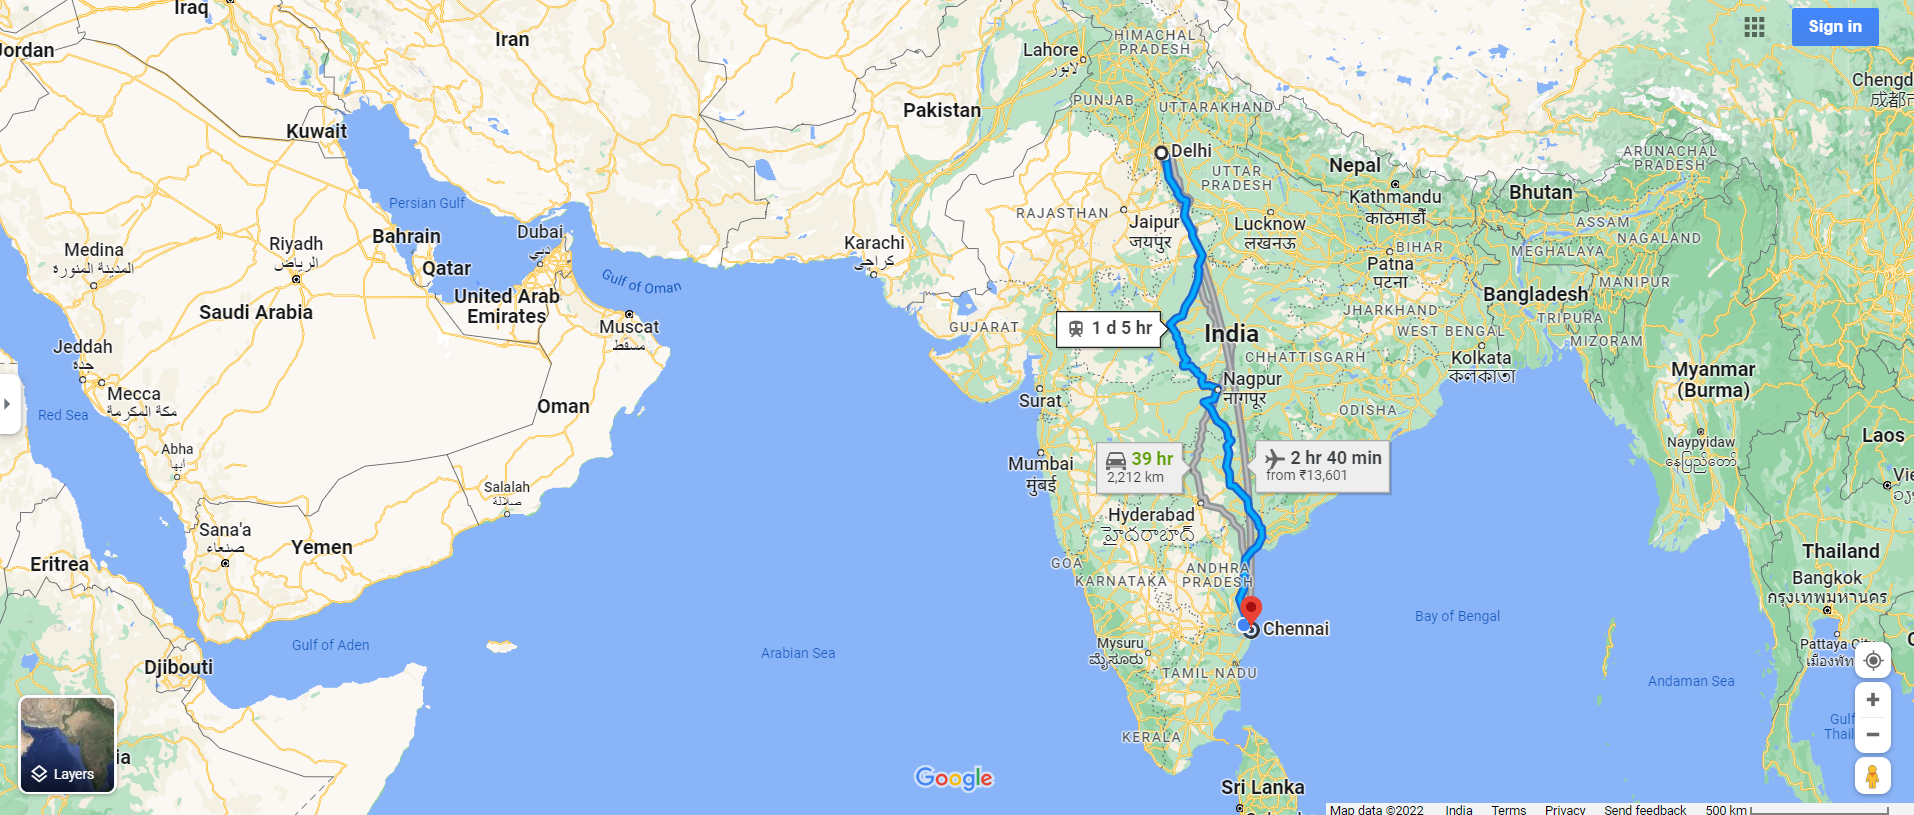 Iraq
Jordan
Iran
Lahore
لاہور
HIMACHAL
PRADESH
Sign in
Chengd
成都市
Kuwait
Pakistan
PUNJAB
UTTARAKHAND
Delhi
UTTAR
PRADESH
Nepal
Kathmandu
काठमाडौँ
Bhutan
ARUNACHAL
PRADESH
Persian Gulf
RAJASTHAN
Jaipur
जयपुर
Lucknow
लखनऊ
ASSAM
NAGALAND
MEGHALAYA
Medina
المدينة المنورة
Riyadh
الرياض
Bahrain
Qatar
Dubai
دبي
Karachi
کراچی
BIHAR
Patna
पटना
Bangladesh
MANIPUR
Gulf of Oman
Saudi Arabia
United Arab
Emirates
Muscat
مسقط
GUJARAT
1 d 5 hr
India
JHARKHAND
WEST BENGAL
TRIPURA
MIZORAM
Jeddah
جدة
CHHATTISGARH
Kolkata
কলকাতা
Myanmar
(Burma)
Mecca
مكة المكرمة
Red Sea
Oman
Surat
Nagpur
नागपूर
ODISHA
Abha
أبها
Mumbai
मुंबई
39 hr
2,212 km
2 hr 40 min
from ₹13,601
Naypyidaw
နေပြည်တော်
Laos
Salalah
صلالة
Hyderabad
హైదరాబాద్
Sana'a
صنعاء
Yemen
Eritrea
GOA
KARNATAKA
ANDHRA
PRADESH
Thailand
Bangkok
กรุงเทพมหานคร
Gulf of Aden
Arabian Sea
Bay of Bengal
Chennai
Mysuru
ಮೈಸೂರು
TAMIL NADU
Pattaya City
Djibouti
Andaman Sea
KERALA
Gulf
Thail
Layers
ia
Google
Sri Lanka
Map data ©2022 India Terms Privacy Send feedback 500 km